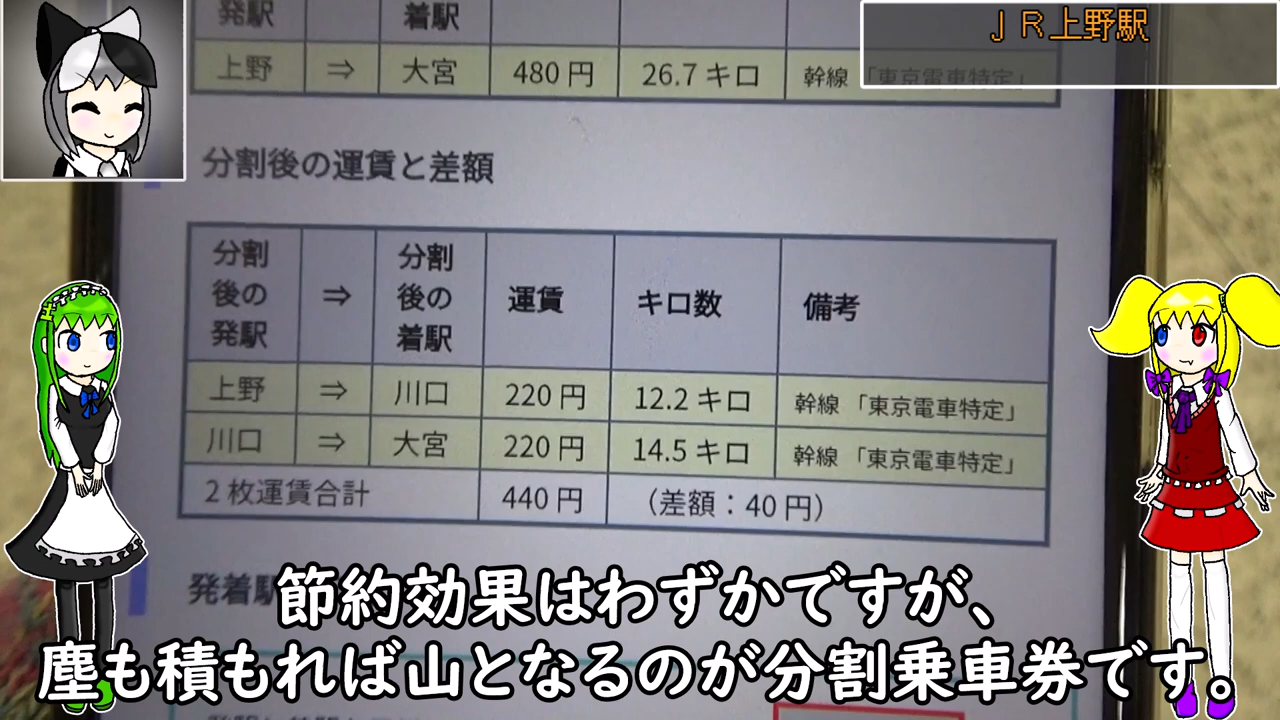 JR上野駅
発駅 着駅
上野 ⇒ 大宮 480円 26.7キロ 幹線「東京電車特定」
分割後の運賃と差額
分割後の発駅 ⇒ 分割後の着駅 運賃 キロ数 備考
上野 ⇒ 川口 220円 12.2キロ 幹線「東京電車特定」
川口 ⇒ 大宮 220円 14.5キロ 幹線「東京電車特定」
2枚運賃合計 440円 (差額:40円)
発着駅
節約効果はわずかですが、
塵も積もれば山となるのが分割乗車券です。